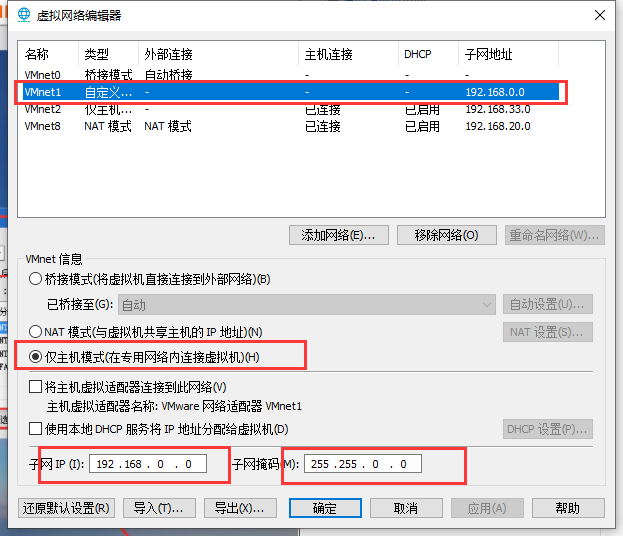 虚拟网络编辑器
名称 类型 外部连接 主机连接 DHCP 子网地址
VMnet0 桥接模式 自动桥接 - - -
VMnet1 自定义... - - - 192.168.0.0
VMnet2 仅主机... - 已连接 已启用 192.168.33.0
VMnet8 NAT 模式 NAT 模式 已连接 已启用 192.168.20.0
添加网络(E)... 移除网络(O) 重命名网络(W)...
VMnet 信息
桥接模式(将虚拟机直接连接到外部网络)(B)
已桥接至(G): 自动 自动设置(U)...
NAT 模式(与虚拟机共享主机的 IP 地址)(N) NAT 设置(S)...
仅主机模式(在专用网络内连接虚拟机)(H)
将主机虚拟适配器连接到此网络(V)
主机虚拟适配器名称: VMware 网络适配器 VMnet1
使用本地 DHCP 服务将 IP 地址分配给虚拟机(D) DHCP 设置(P)...
子网 IP (I): 192 .168 . 0 . 0 子网掩码(M): 255 .255 . 0 . 0
还原默认设置(R) 导入(T)... 导出(X)... 确定 取消 应用(A) 帮助